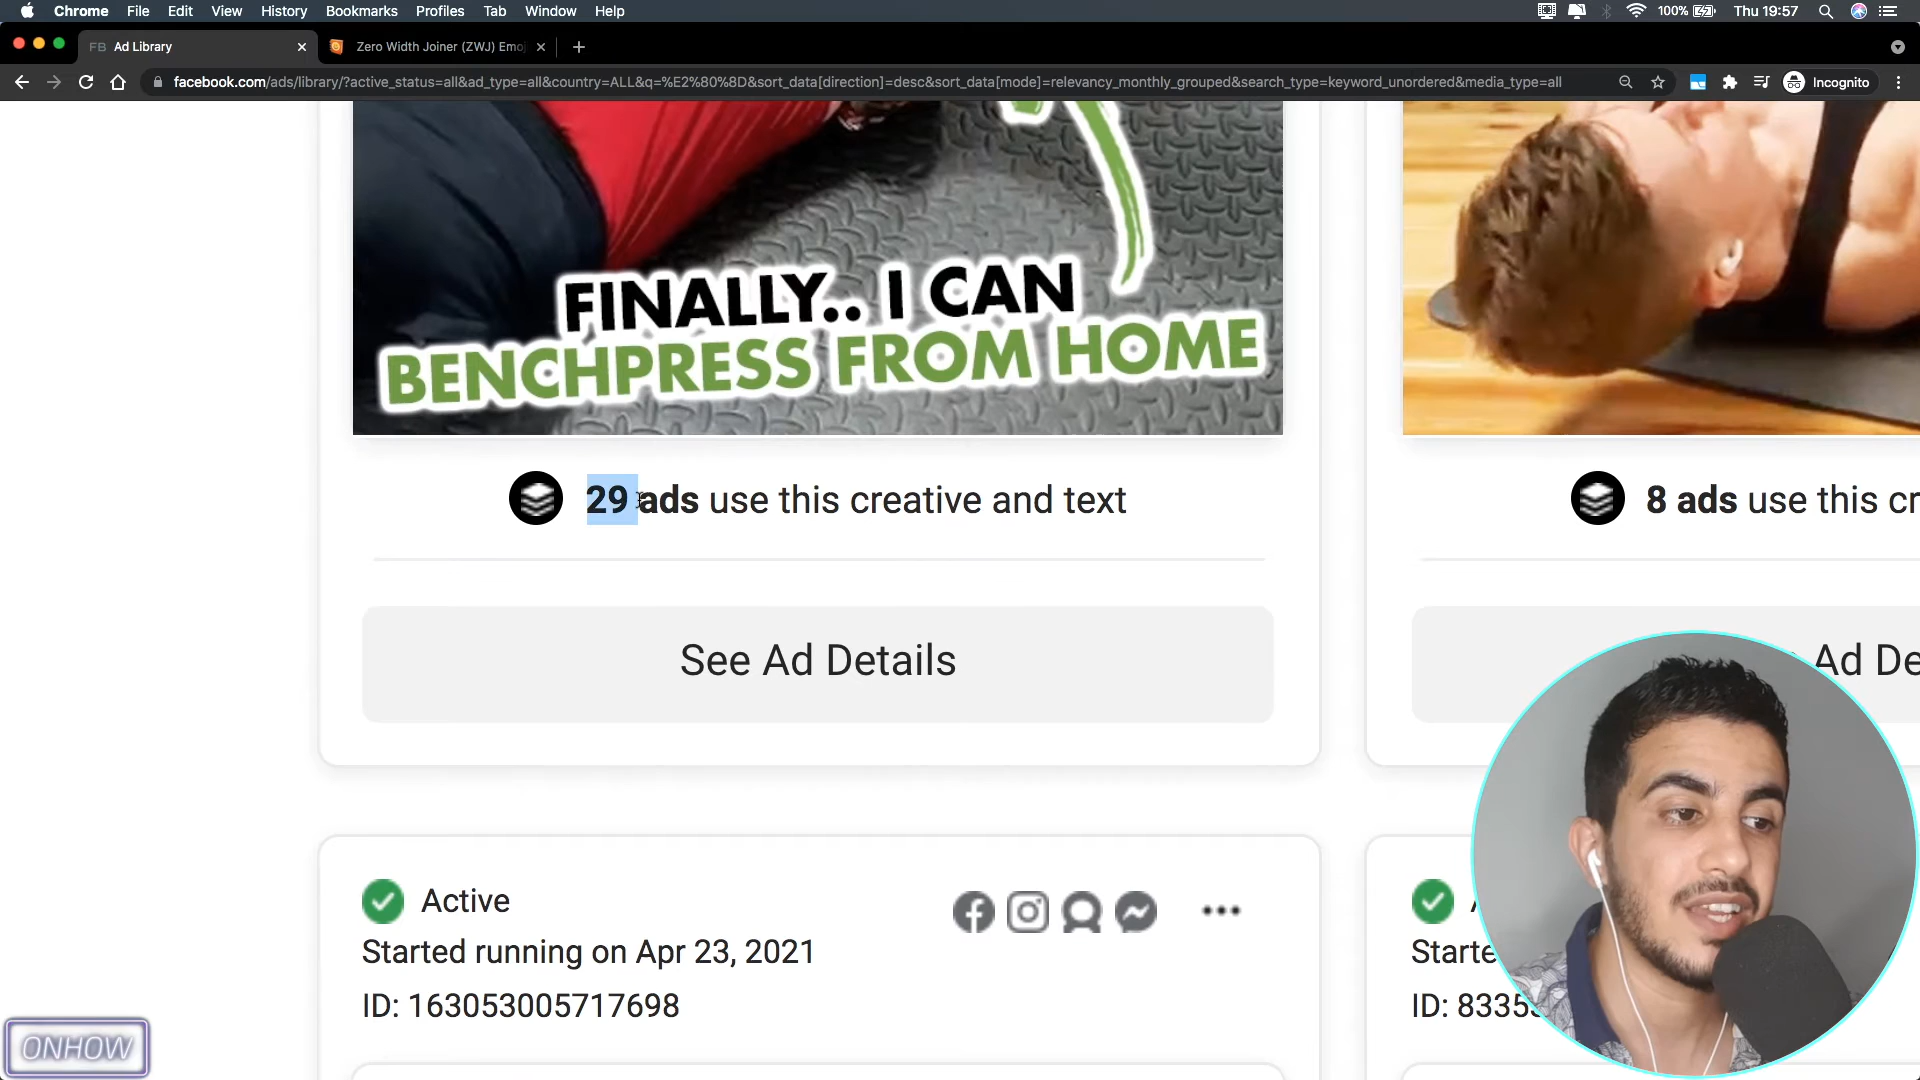 Chrome File Edit View History Bookmarks Profiles Tab Window Help 100% Thu 19:57
FB Ad Library Zero Width Joiner (ZWJ) Emo
facebook.com/ads/library/?active_status=all&ad_type=all&country=ALL&q=%E2%80%8D&sort_data[direction]=desc&sort_data[mode]=relevancy_monthly_grouped&search_type=keyword_unordered&media_type=all Incognito
FINALLY.. I CAN
BENCHPRESS FROM HOME
29 ads use this creative and text
8 ads use this cr
See Ad Details
Ad De
Active
Started running on Apr 23, 2021
Starte
ID: 163053005717698
ID: 8335
ONHOW